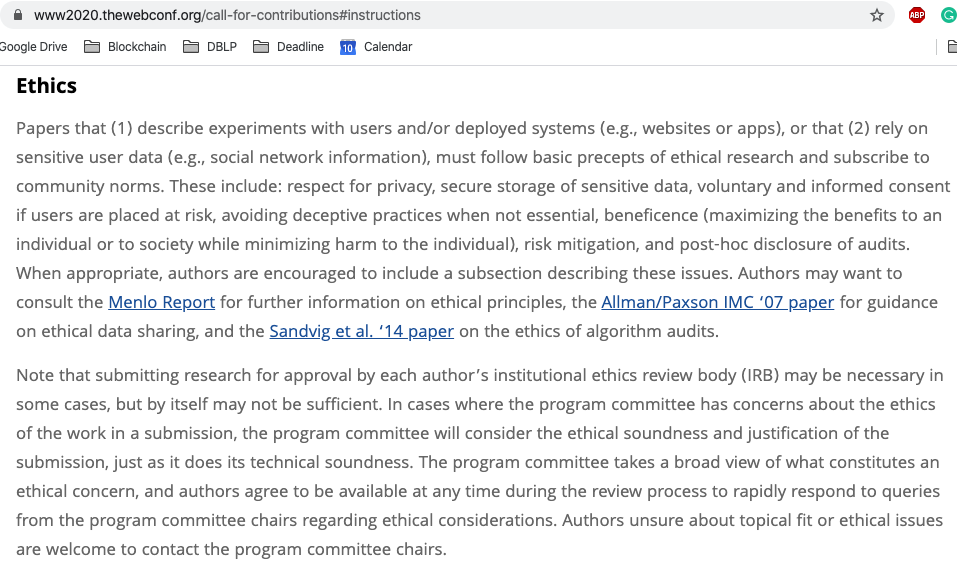 www2020.thewebconf.org/call-for-contributions#instructions
ABP
G
Google Drive Blockchain DBLP Deadline 10 Calendar
Ethics
Papers that (1) describe experiments with users and/or deployed systems (e.g., websites or apps), or that (2) rely on
sensitive user data (e.g., social network information), must follow basic precepts of ethical research and subscribe to
community norms. These include: respect for privacy, secure storage of sensitive data, voluntary and informed consent
if users are placed at risk, avoiding deceptive practices when not essential, beneficence (maximizing the benefits to an
individual or to society while minimizing harm to the individual), risk mitigation, and post-hoc disclosure of audits.
When appropriate, authors are encouraged to include a subsection describing these issues. Authors may want to
consult the Menlo Report for further information on ethical principles, the Allman/Paxson IMC ‘07 paper for guidance
on ethical data sharing, and the Sandvig et al. ‘14 paper on the ethics of algorithm audits.
Note that submitting research for approval by each author’s institutional ethics review body (IRB) may be necessary in
some cases, but by itself may not be sufficient. In cases where the program committee has concerns about the ethics
of the work in a submission, the program committee will consider the ethical soundness and justification of the
submission, just as it does its technical soundness. The program committee takes a broad view of what constitutes an
ethical concern, and authors agree to be available at any time during the review process to rapidly respond to queries
from the program committee chairs regarding ethical considerations. Authors unsure about topical fit or ethical issues
are welcome to contact the program committee chairs.